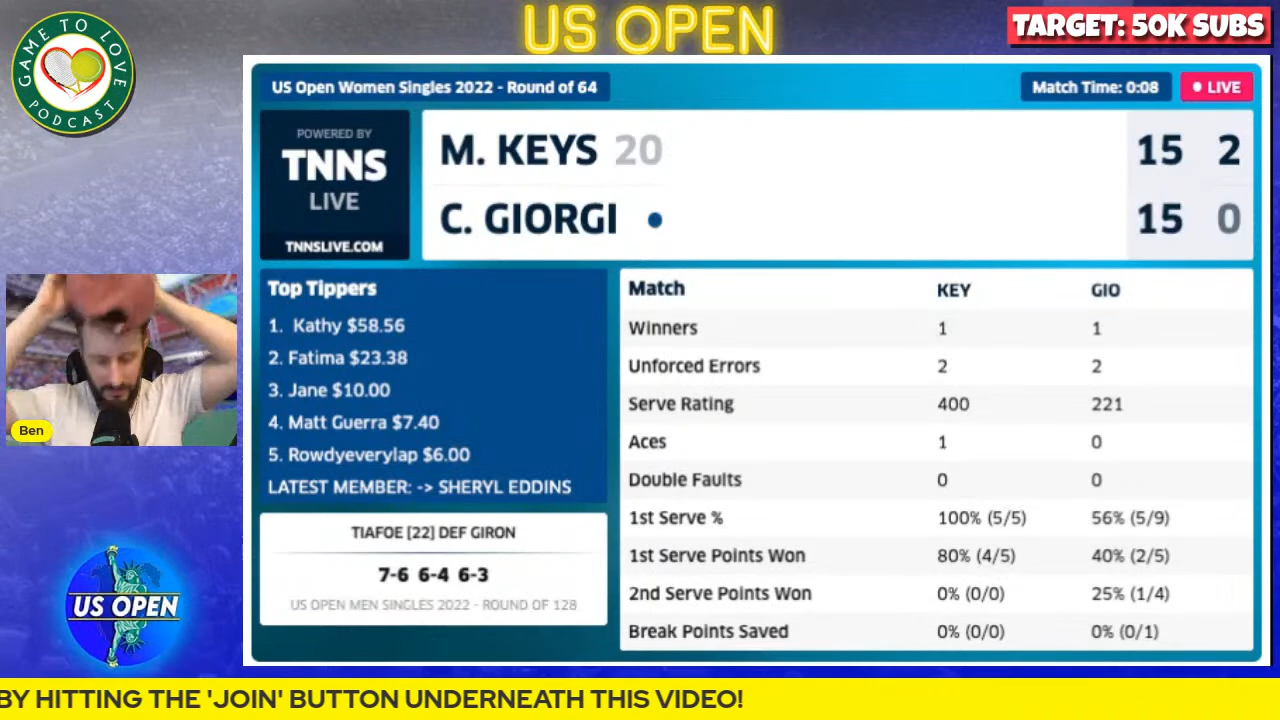 GAME TO LOVE
PODCAST
US OPEN
TARGET: 50K SUBS
US Open Women Singles 2022 - Round of 64
Match Time: 0:08
LIVE
POWERED BY
TNNS
LIVE
TNNSLIVE.COM
M. KEYS 20 15 2
C. GIORGI 15 0
Top Tippers
1. Kathy $58.56
2. Fatima $23.38
3. Jane $10.00
4. Matt Guerra $7.40
5. Rowdyeverylap $6.00
LATEST MEMBER: -> SHERYL EDDINS
TIAFOE [22] DEF GIRON
7-6 6-4 6-3
US OPEN MEN SINGLES 2022 - ROUND OF 128
Match KEY GIO
Winners 1 1
Unforced Errors 2 2
Serve Rating 400 221
Aces 1 0
Double Faults 0 0
1st Serve % 100% (5/5) 56% (5/9)
1st Serve Points Won 80% (4/5) 40% (2/5)
2nd Serve Points Won 0% (0/0) 25% (1/4)
Break Points Saved 0% (0/0) 0% (0/1)
Ben
US OPEN
BY HITTING THE 'JOIN' BUTTON UNDERNEATH THIS VIDEO!